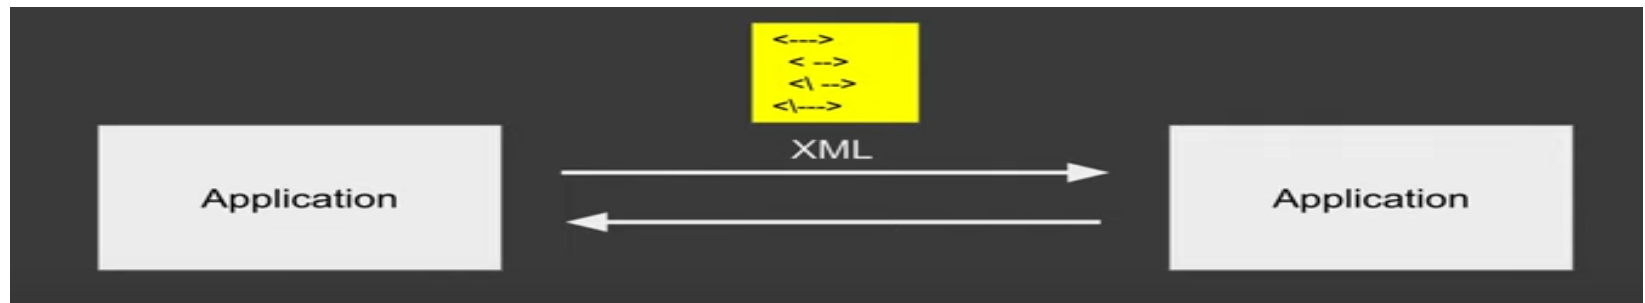 <--->
< -->
<\ -->
<\--->
XML
Application
Application